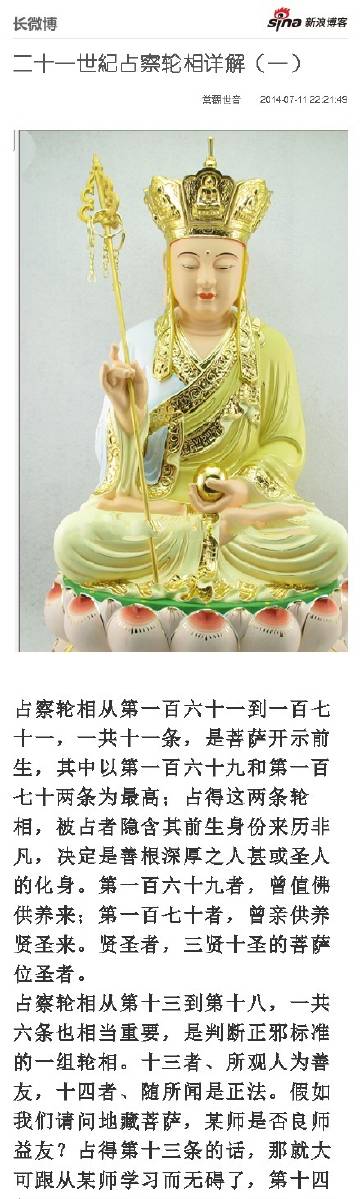 长微博
sina 新浪博客
二十一世紀占察轮相详解（一）
2014-07-11 22:21:49
占察轮相从第一百六十一到一百七
十一，一共十一条，是菩萨开示前
生，其中以第一百六十九和第一百
七十两条为最高；占得这两条轮
相，被占者隐含其前生身份来历非
凡，决定是善根深厚之人甚或圣人
的化身。第一百六十九者，曾值佛
供养来；第一百七十者，曾亲供养
贤圣来。贤圣者，三贤十圣的菩萨
位圣者。
占察轮相从第十三到第十八，一共
六条也相当重要，是判断正邪标准
的一组轮相。十三者、所观人为善
友，十四者、随所闻是正法。假如
我们请问地藏菩萨，某师是否良师
益友？占得第十三条的话，那就大
可跟从某师学习而无碍了，第十四